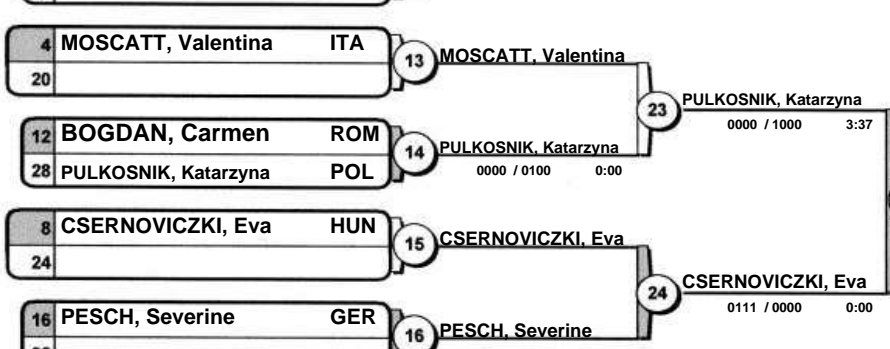 4 MOSCATT, Valentina ITA
20
13 MOSCATT, Valentina
23 PULKOSNIK, Katarzyna
0000 / 1000 3:37
12 BOGDAN, Carmen ROM
28 PULKOSNIK, Katarzyna POL
14 PULKOSNIK, Katarzyna
0000 / 0100 0:00
8 CSERNOVICZKI, Eva HUN
24
15 CSERNOVICZKI, Eva
24 CSERNOVICZKI, Eva
0111 / 0000 0:00
16 PESCH, Severine GER
16 PESCH, Severine